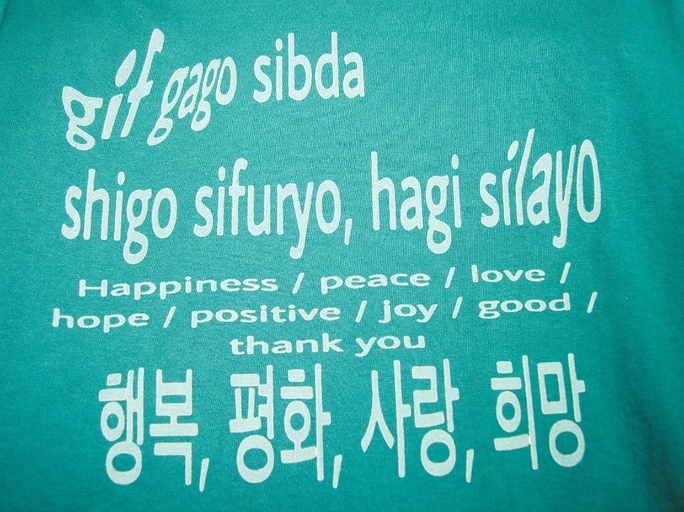 gif gago sibda
shigo sifuryo, hagi silayo
Happiness / peace / love /
hope / positive / joy / good /
thank you
행복, 평화, 사랑, 희망